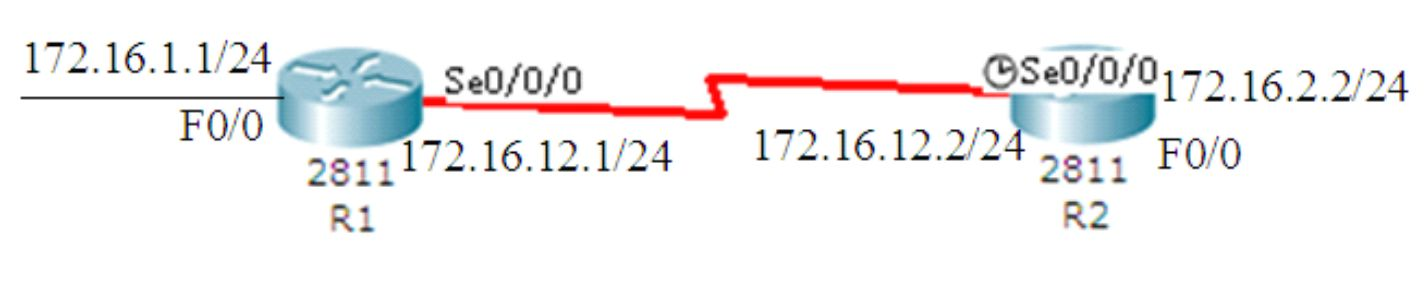 172.16.1.1/24
F0/0
Se0/0/0
172.16.12.1/24
2811
R1
Se0/0/0
172.16.2.2/24
172.16.12.2/24
F0/0
2811
R2